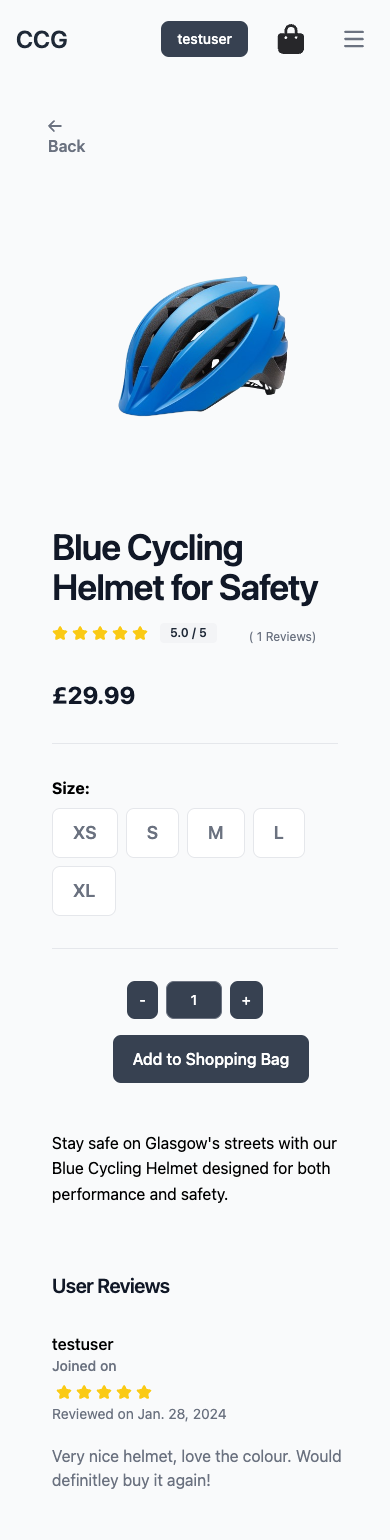 CCG
testuser
Back
Blue Cycling
Helmet for Safety
5.0 / 5
( 1 Reviews)
£29.99
Size:
XS S M L
XL
- 1 +
Add to Shopping Bag
Stay safe on Glasgow's streets with our
Blue Cycling Helmet designed for both
performance and safety.
User Reviews
testuser
Joined on
Reviewed on Jan. 28, 2024
Very nice helmet, love the colour. Would
definitley buy it again!